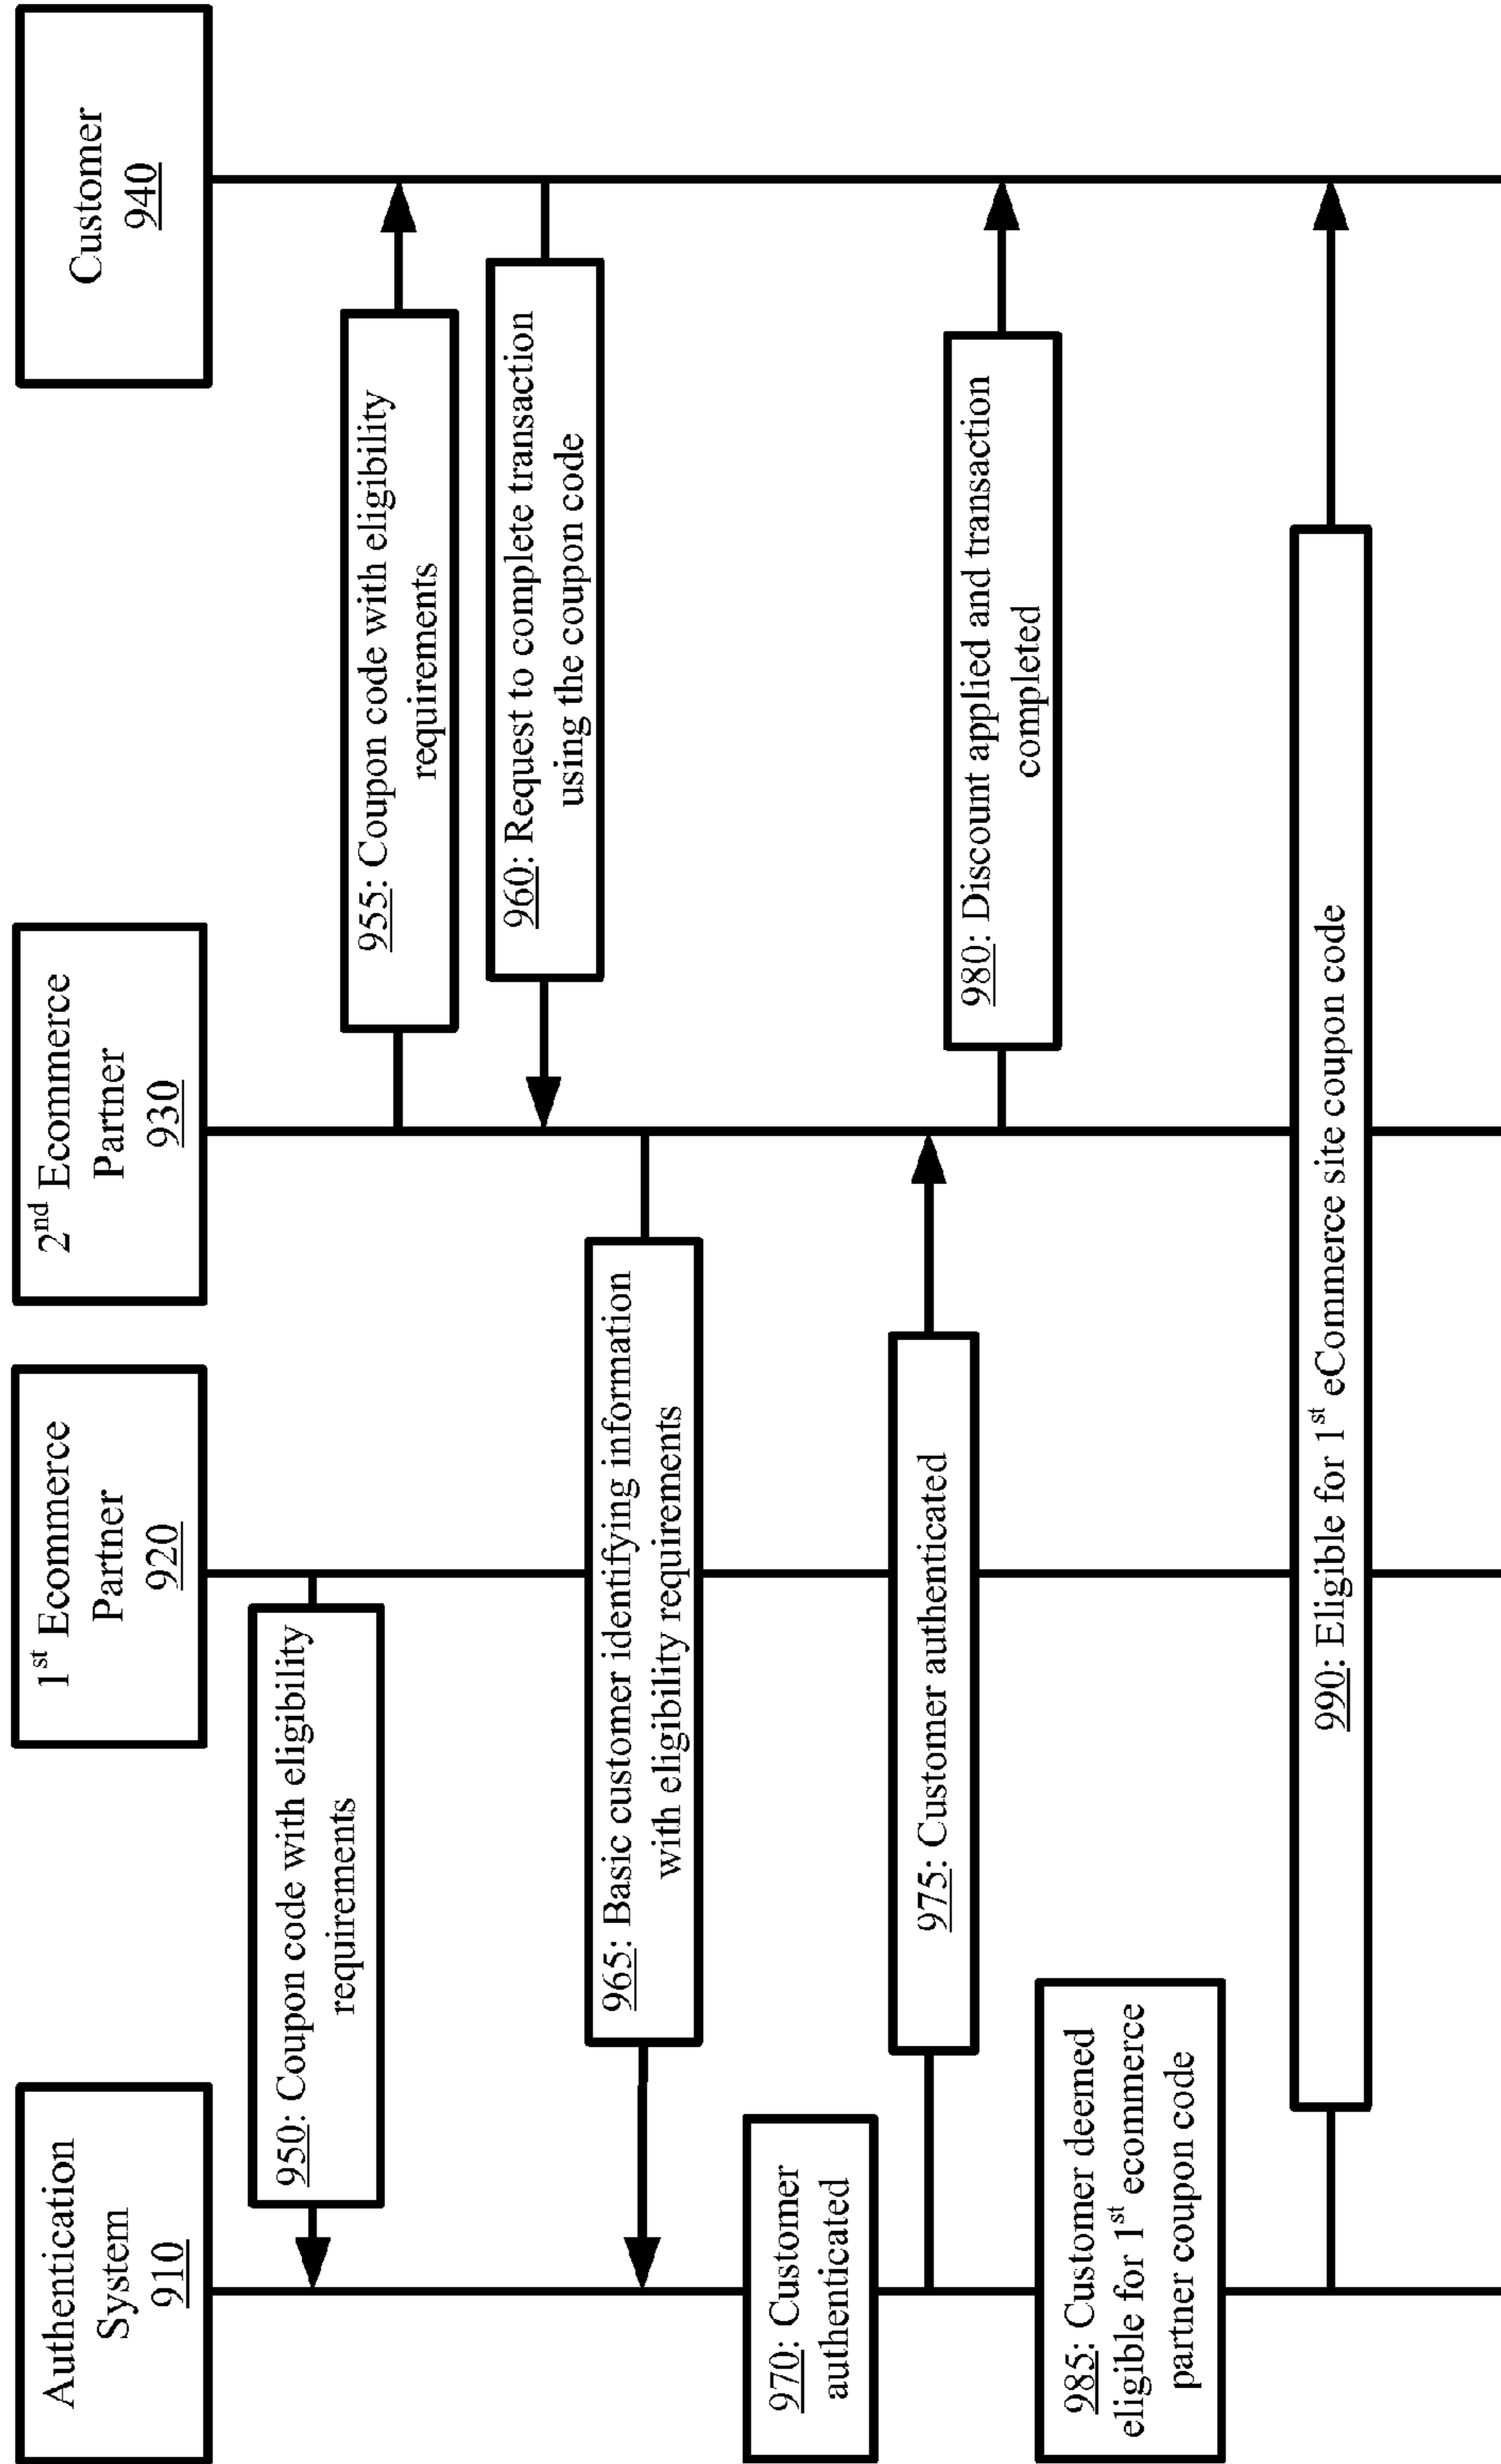 Authentication
System
910
1st Ecommerce
Partner
920
2nd Ecommerce
Partner
930
Customer
940
950: Coupon code with eligibility
requirements
955: Coupon code with eligibility
requirements
960: Request to complete transaction
using the coupon code
965: Basic customer identifying information
with eligibility requirements
970: Customer
authenticated
975: Customer authenticated
980: Discount applied and transaction
completed
985: Customer deemed
eligible for 1st ecommerce
partner coupon code
990: Eligible for 1st eCommerce site coupon code